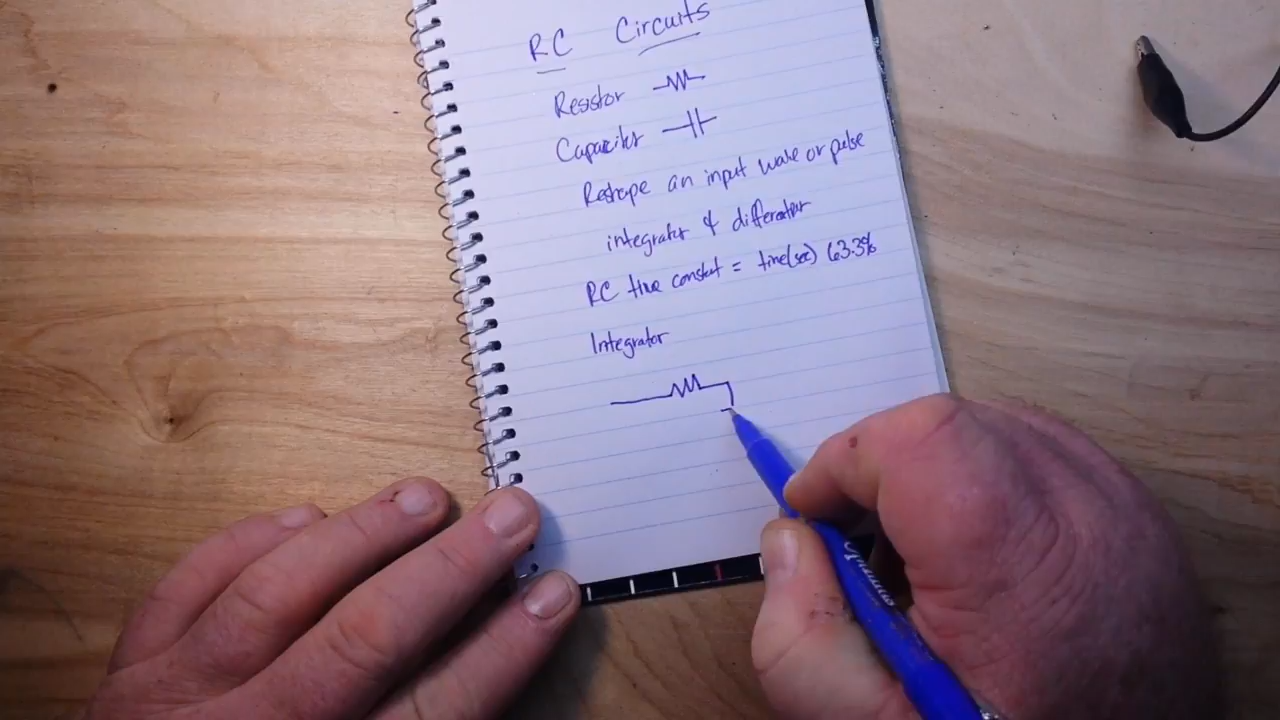 RC Circuits
Resistor
Capacitor
Reshape an input wave or pulse
integrator & differentiator
RC time constant = time(sec) 63.3%
Integrator